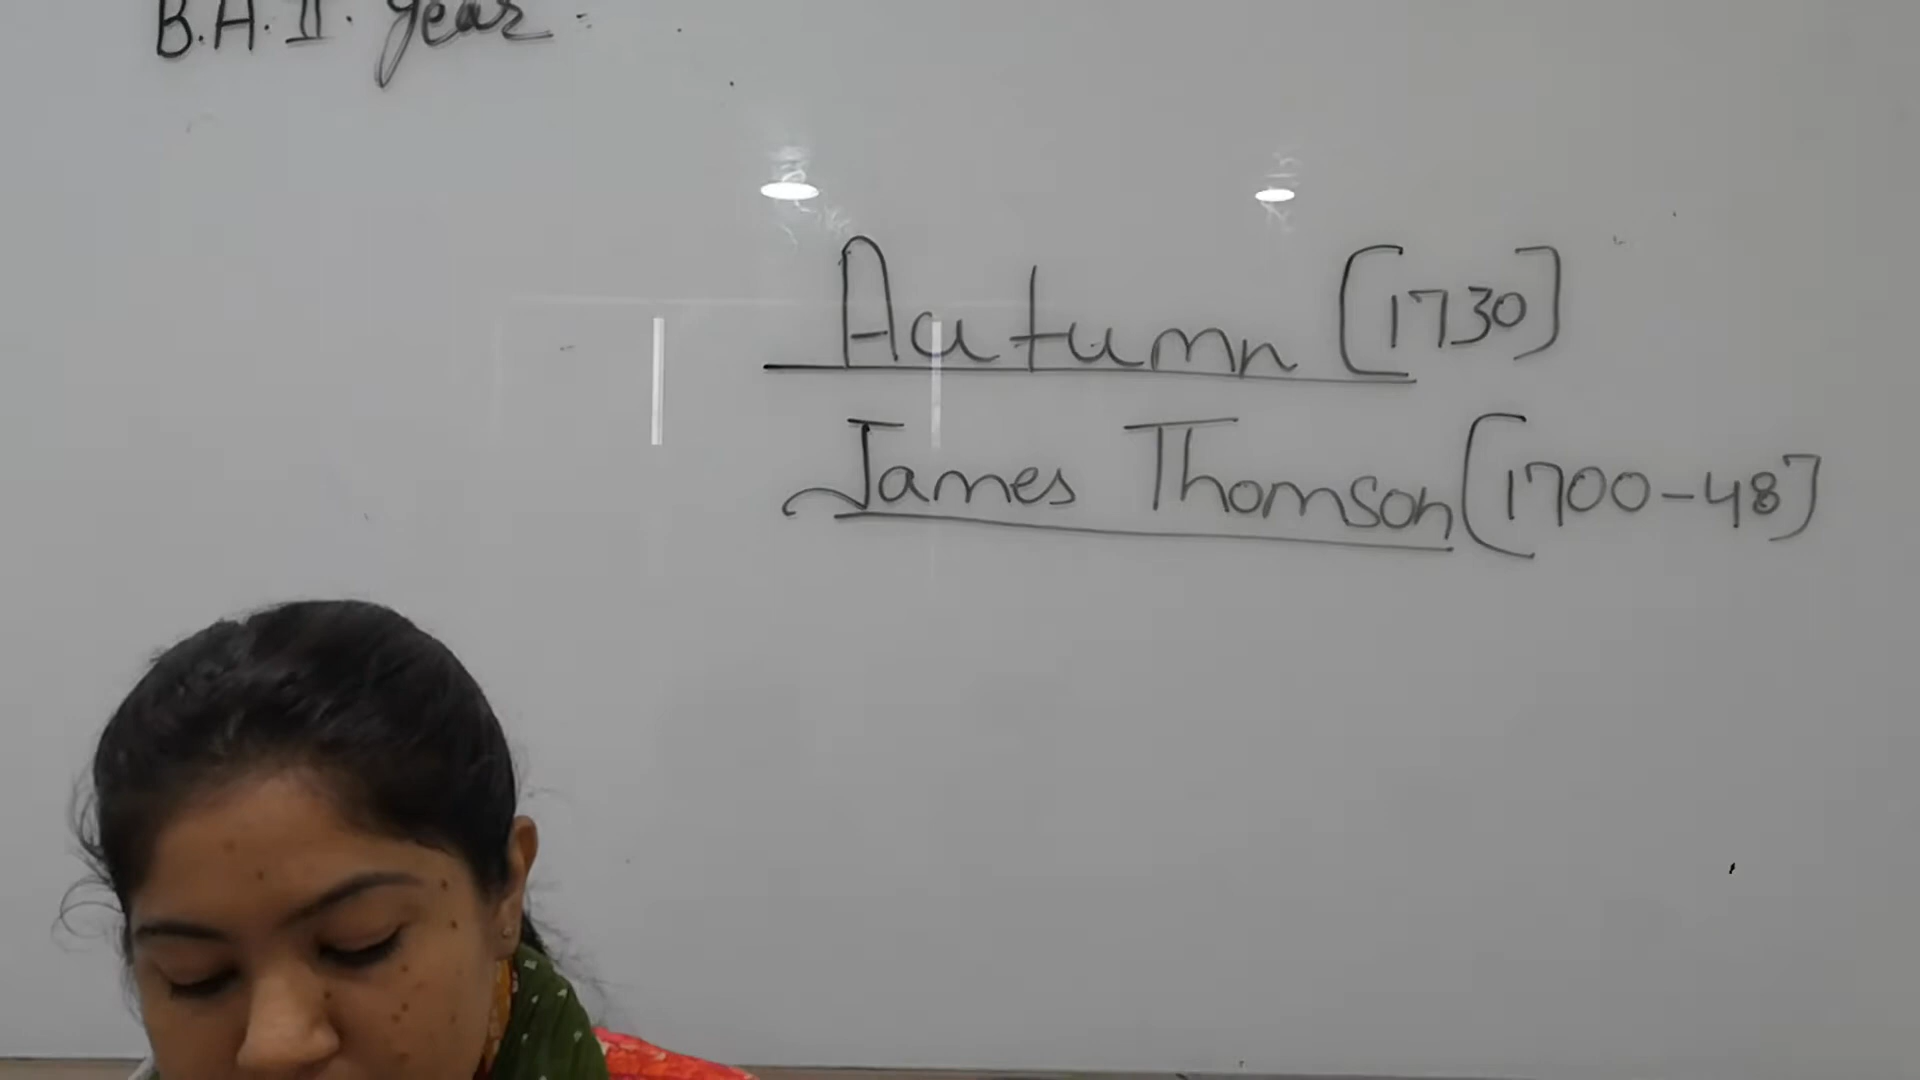 B.A. II. year
Autumn [1730]
James Thomson [1700-48]